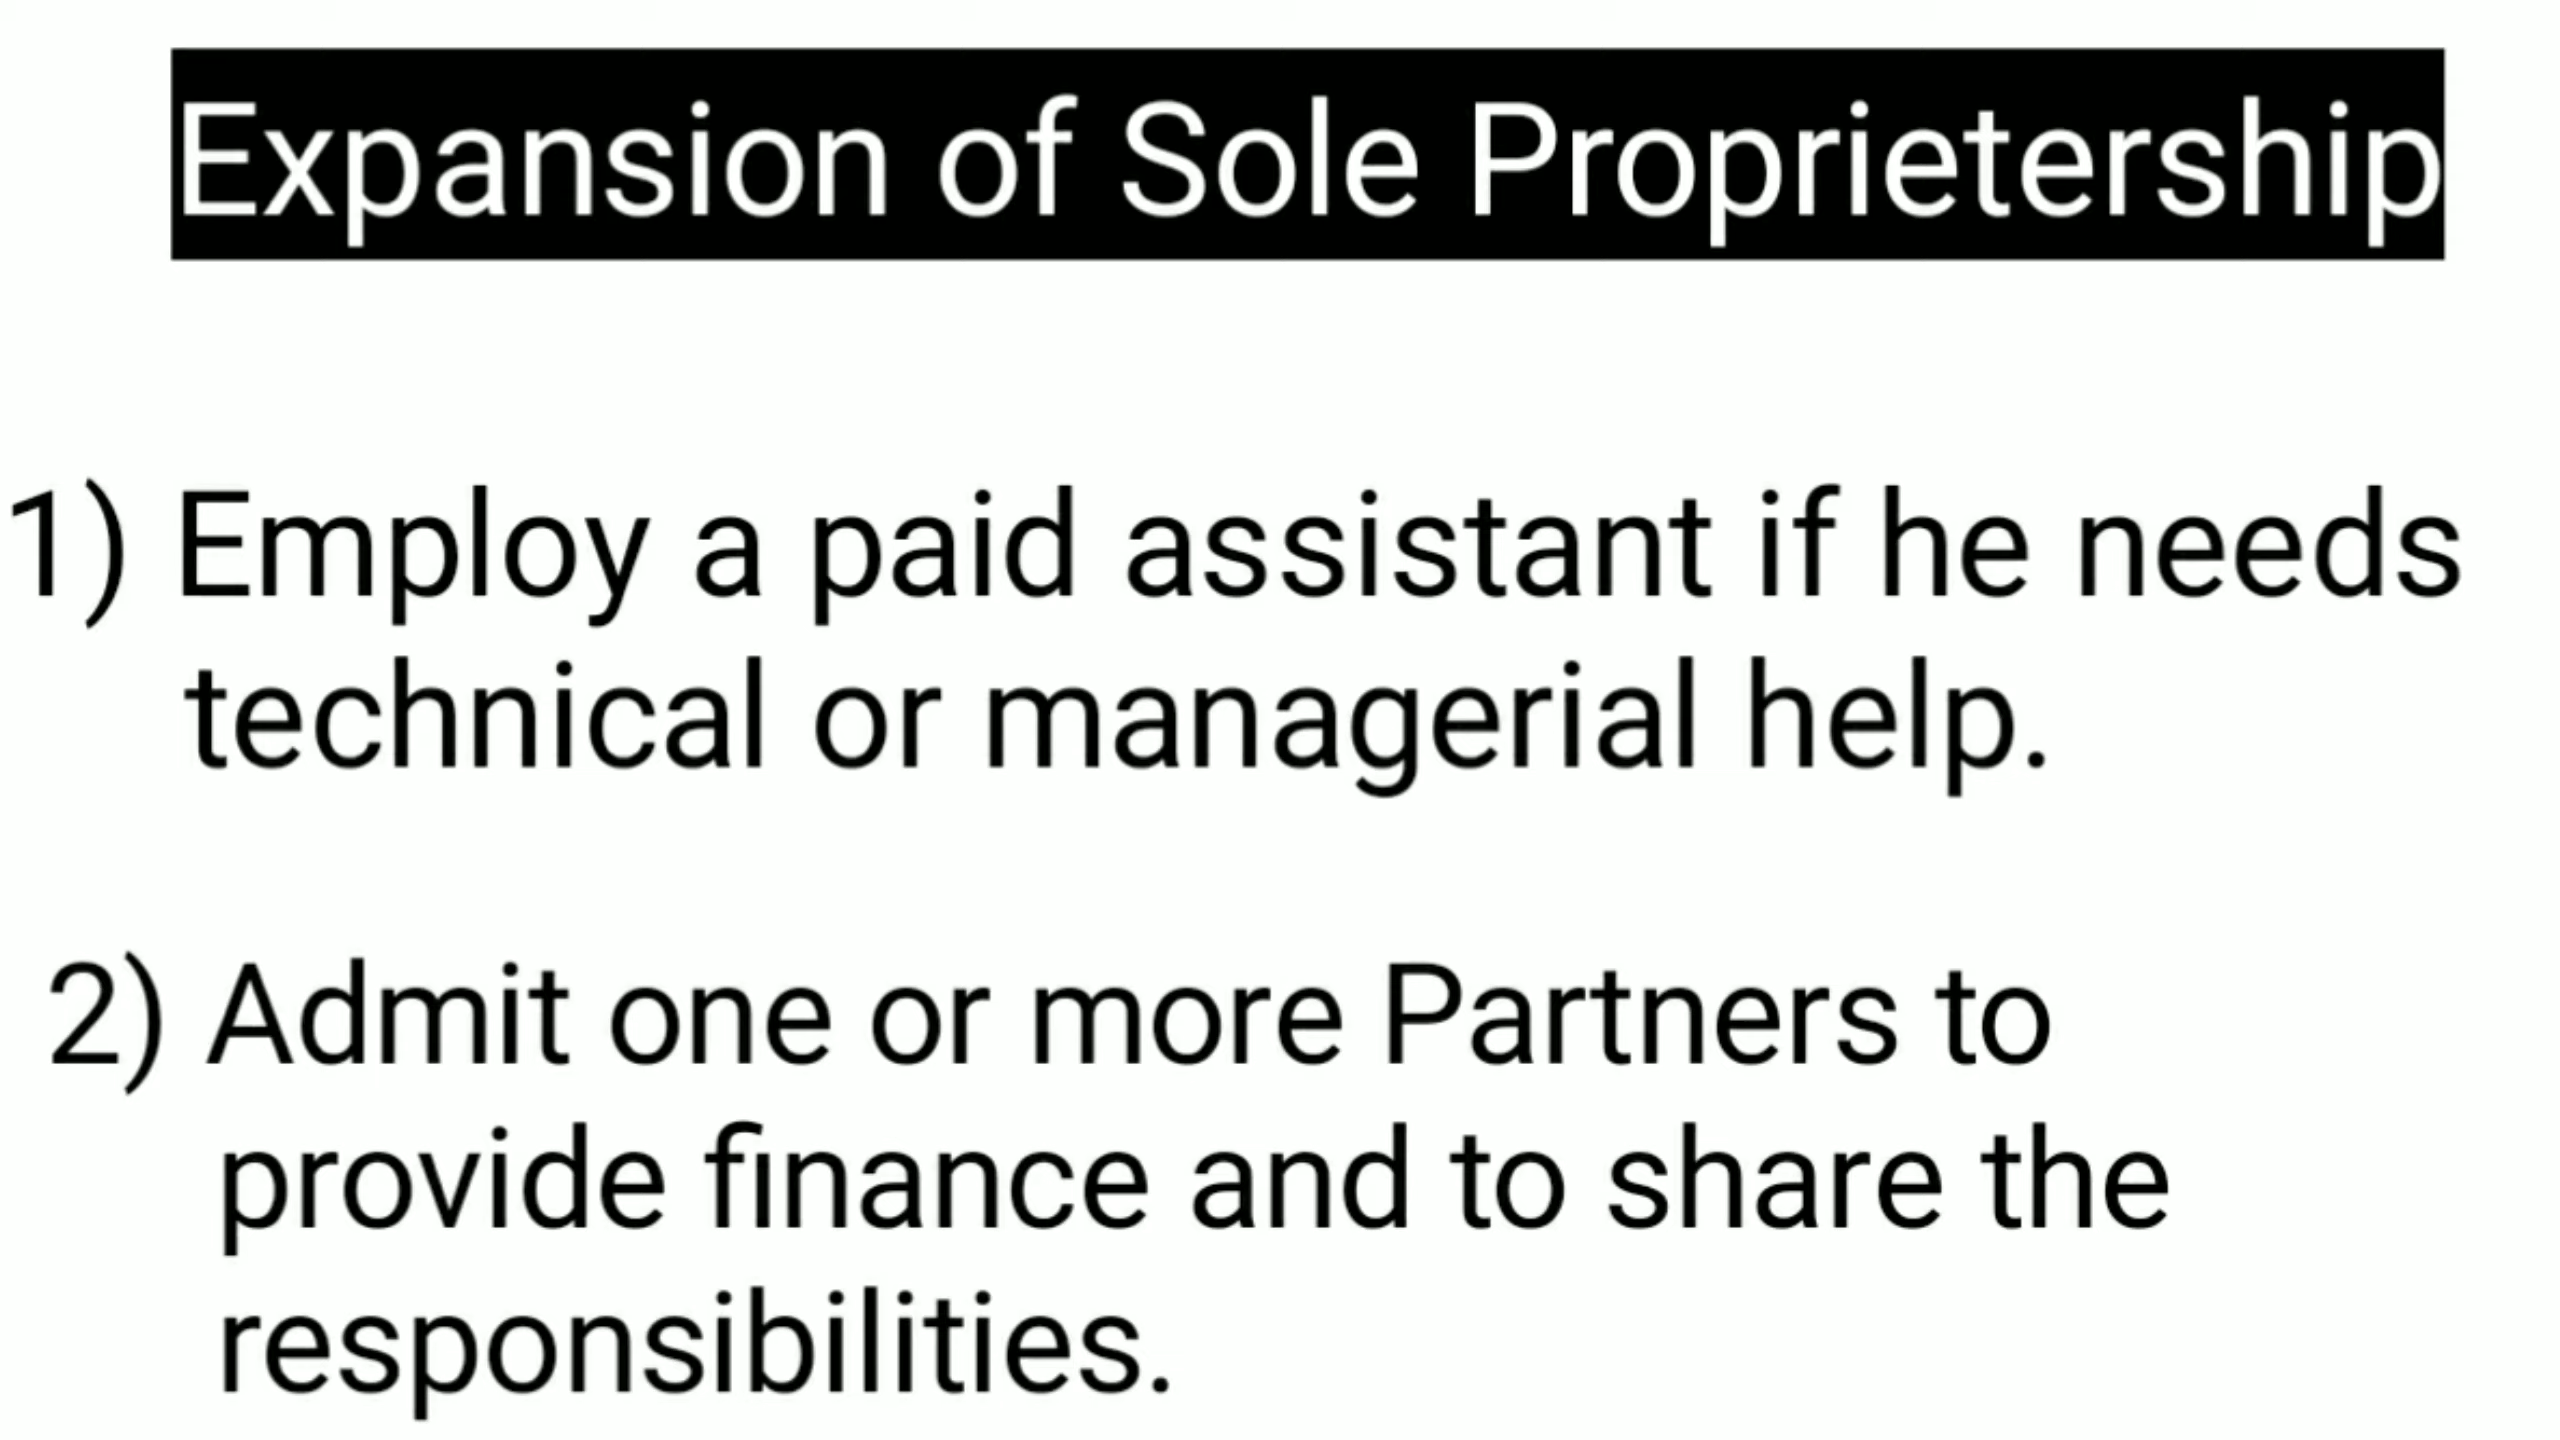 Expansion of Sole Proprietership
1) Employ a paid assistant if he needs
technical or managerial help.
2) Admit one or more Partners to
provide finance and to share the
responsibilities.